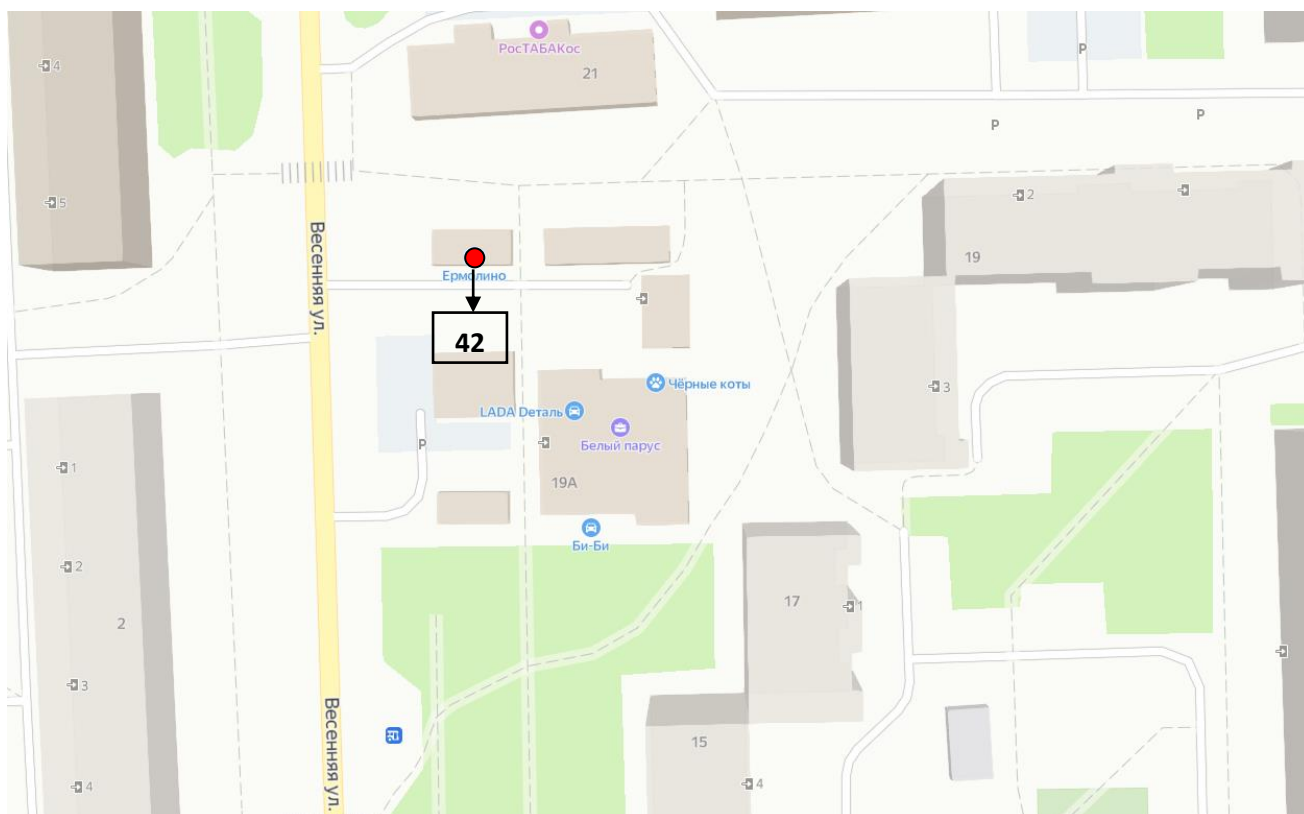 РосТАБАКос
21
4
P
P
P
5
2
Весенняя ул.
19
Ермолино
42
3
Чёрные коты
LADA Dеталь
Белый парус
P
1
19А
Би-Би
2
17
1
2
3
Весенняя ул.
15
4
4